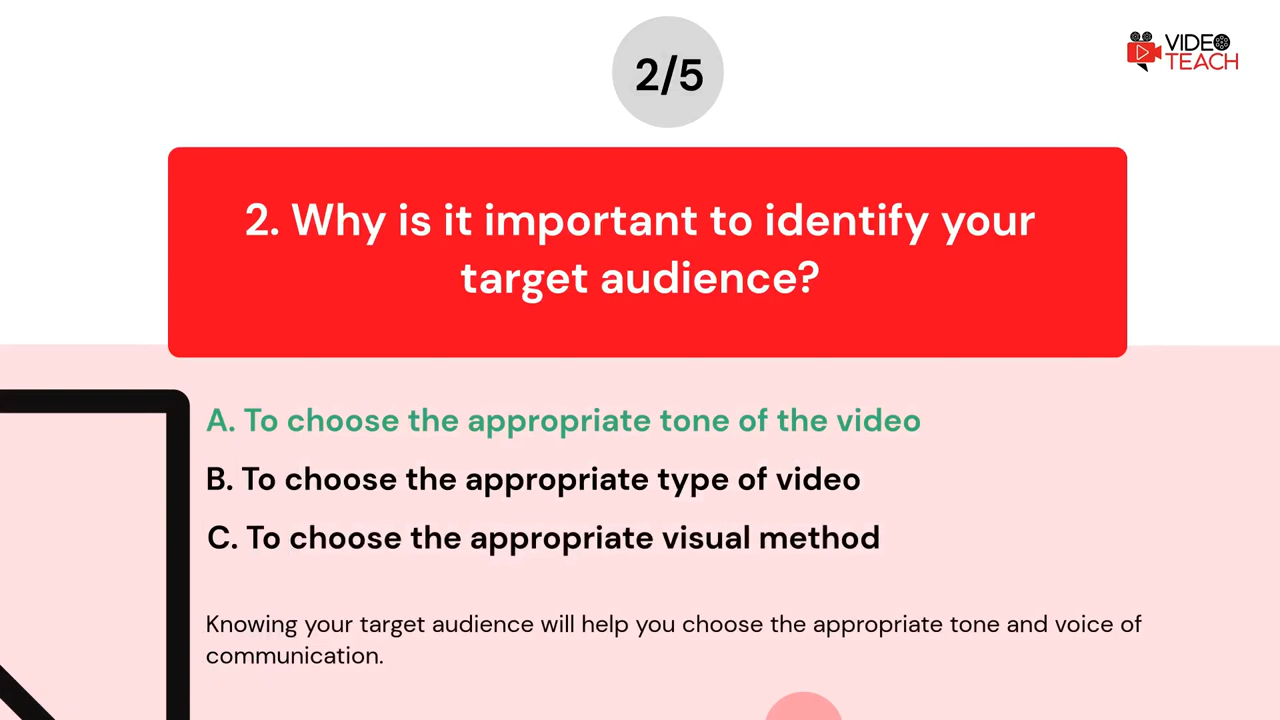 2/5
VIDEO
TEACH
2. Why is it important to identify your
target audience?
A. To choose the appropriate tone of the video
B. To choose the appropriate type of video
C. To choose the appropriate visual method
Knowing your target audience will help you choose the appropriate tone and voice of
communication.